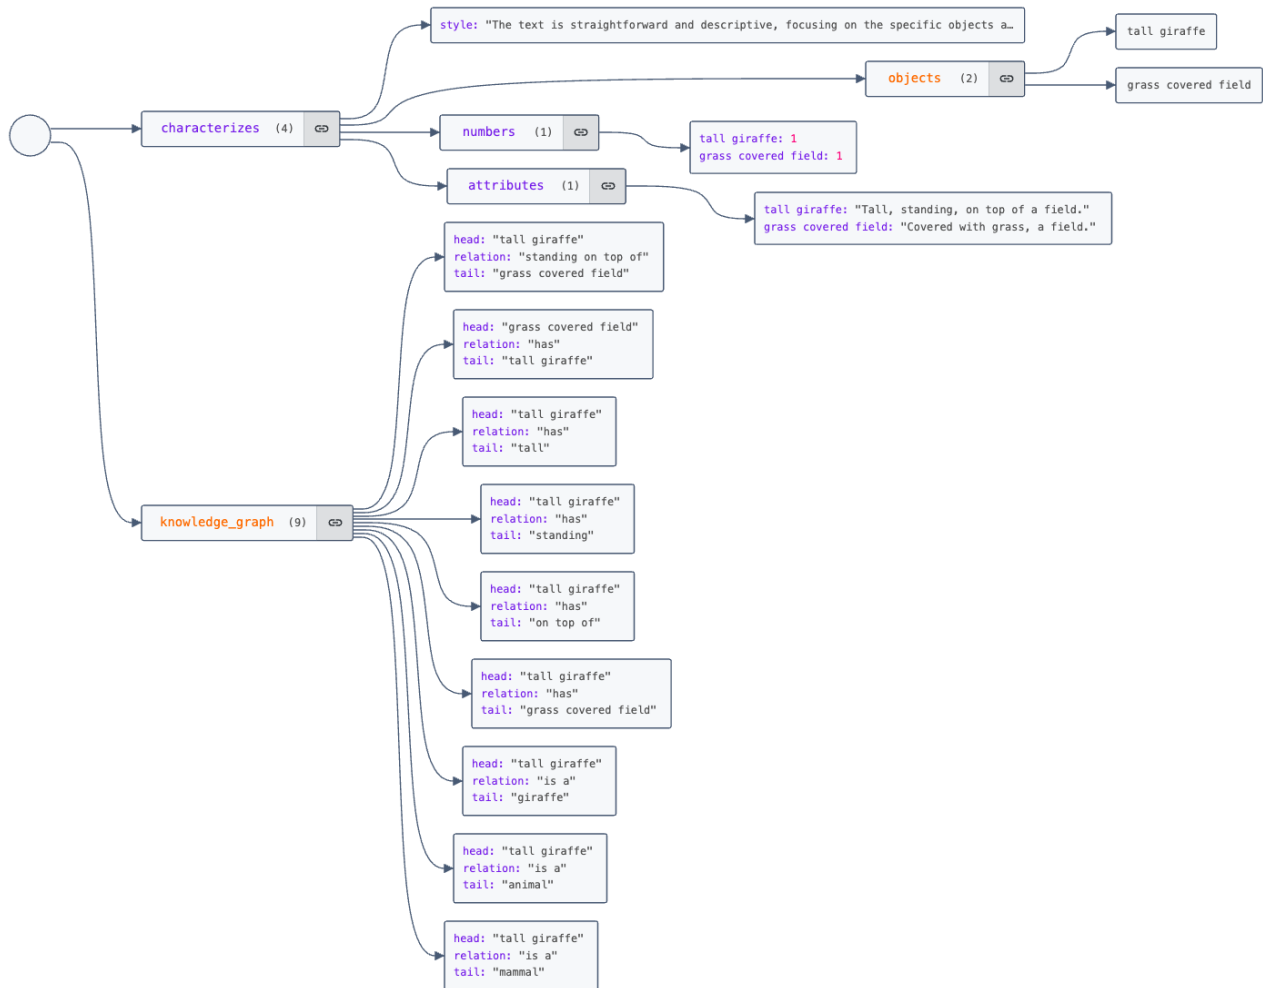 style: "The text is straightforward and descriptive, focusing on the specific objects a…
tall giraffe
objects (2)
grass covered field
characterizes (4)
numbers (1)
tall giraffe: 1
grass covered field: 1
attributes (1)
tall giraffe: "Tall, standing, on top of a field."
grass covered field: "Covered with grass, a field."
head: "tall giraffe"
relation: "standing on top of"
tail: "grass covered field"
head: "grass covered field"
relation: "has"
tail: "tall giraffe"
head: "tall giraffe"
relation: "has"
tail: "tall"
knowledge_graph (9)
head: "tall giraffe"
relation: "has"
tail: "standing"
head: "tall giraffe"
relation: "has"
tail: "on top of"
head: "tall giraffe"
relation: "has"
tail: "grass covered field"
head: "tall giraffe"
relation: "is a"
tail: "giraffe"
head: "tall giraffe"
relation: "is a"
tail: "animal"
head: "tall giraffe"
relation: "is a"
tail: "mammal"